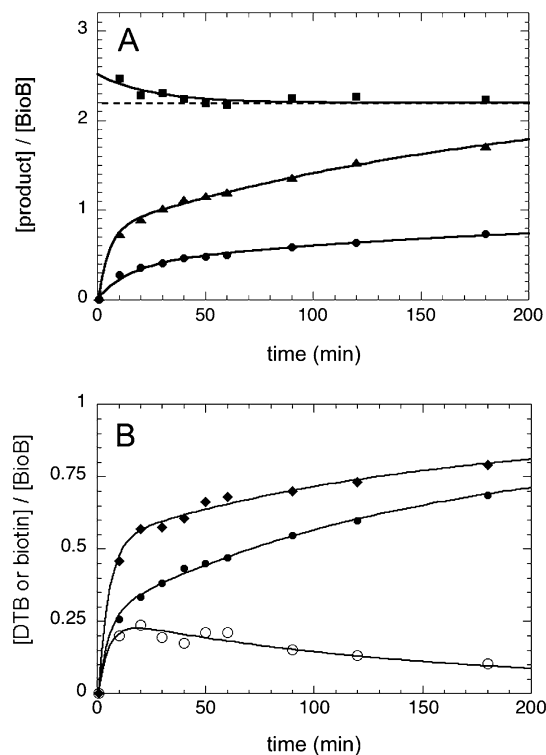 A
3
2
1
0
[product] / [BioB]
0 50 100 150 200
time (min)
B
1
0.75
0.5
0.25
0
[DTB or biotin] / [BioB]
0 50 100 150 200
time (min)